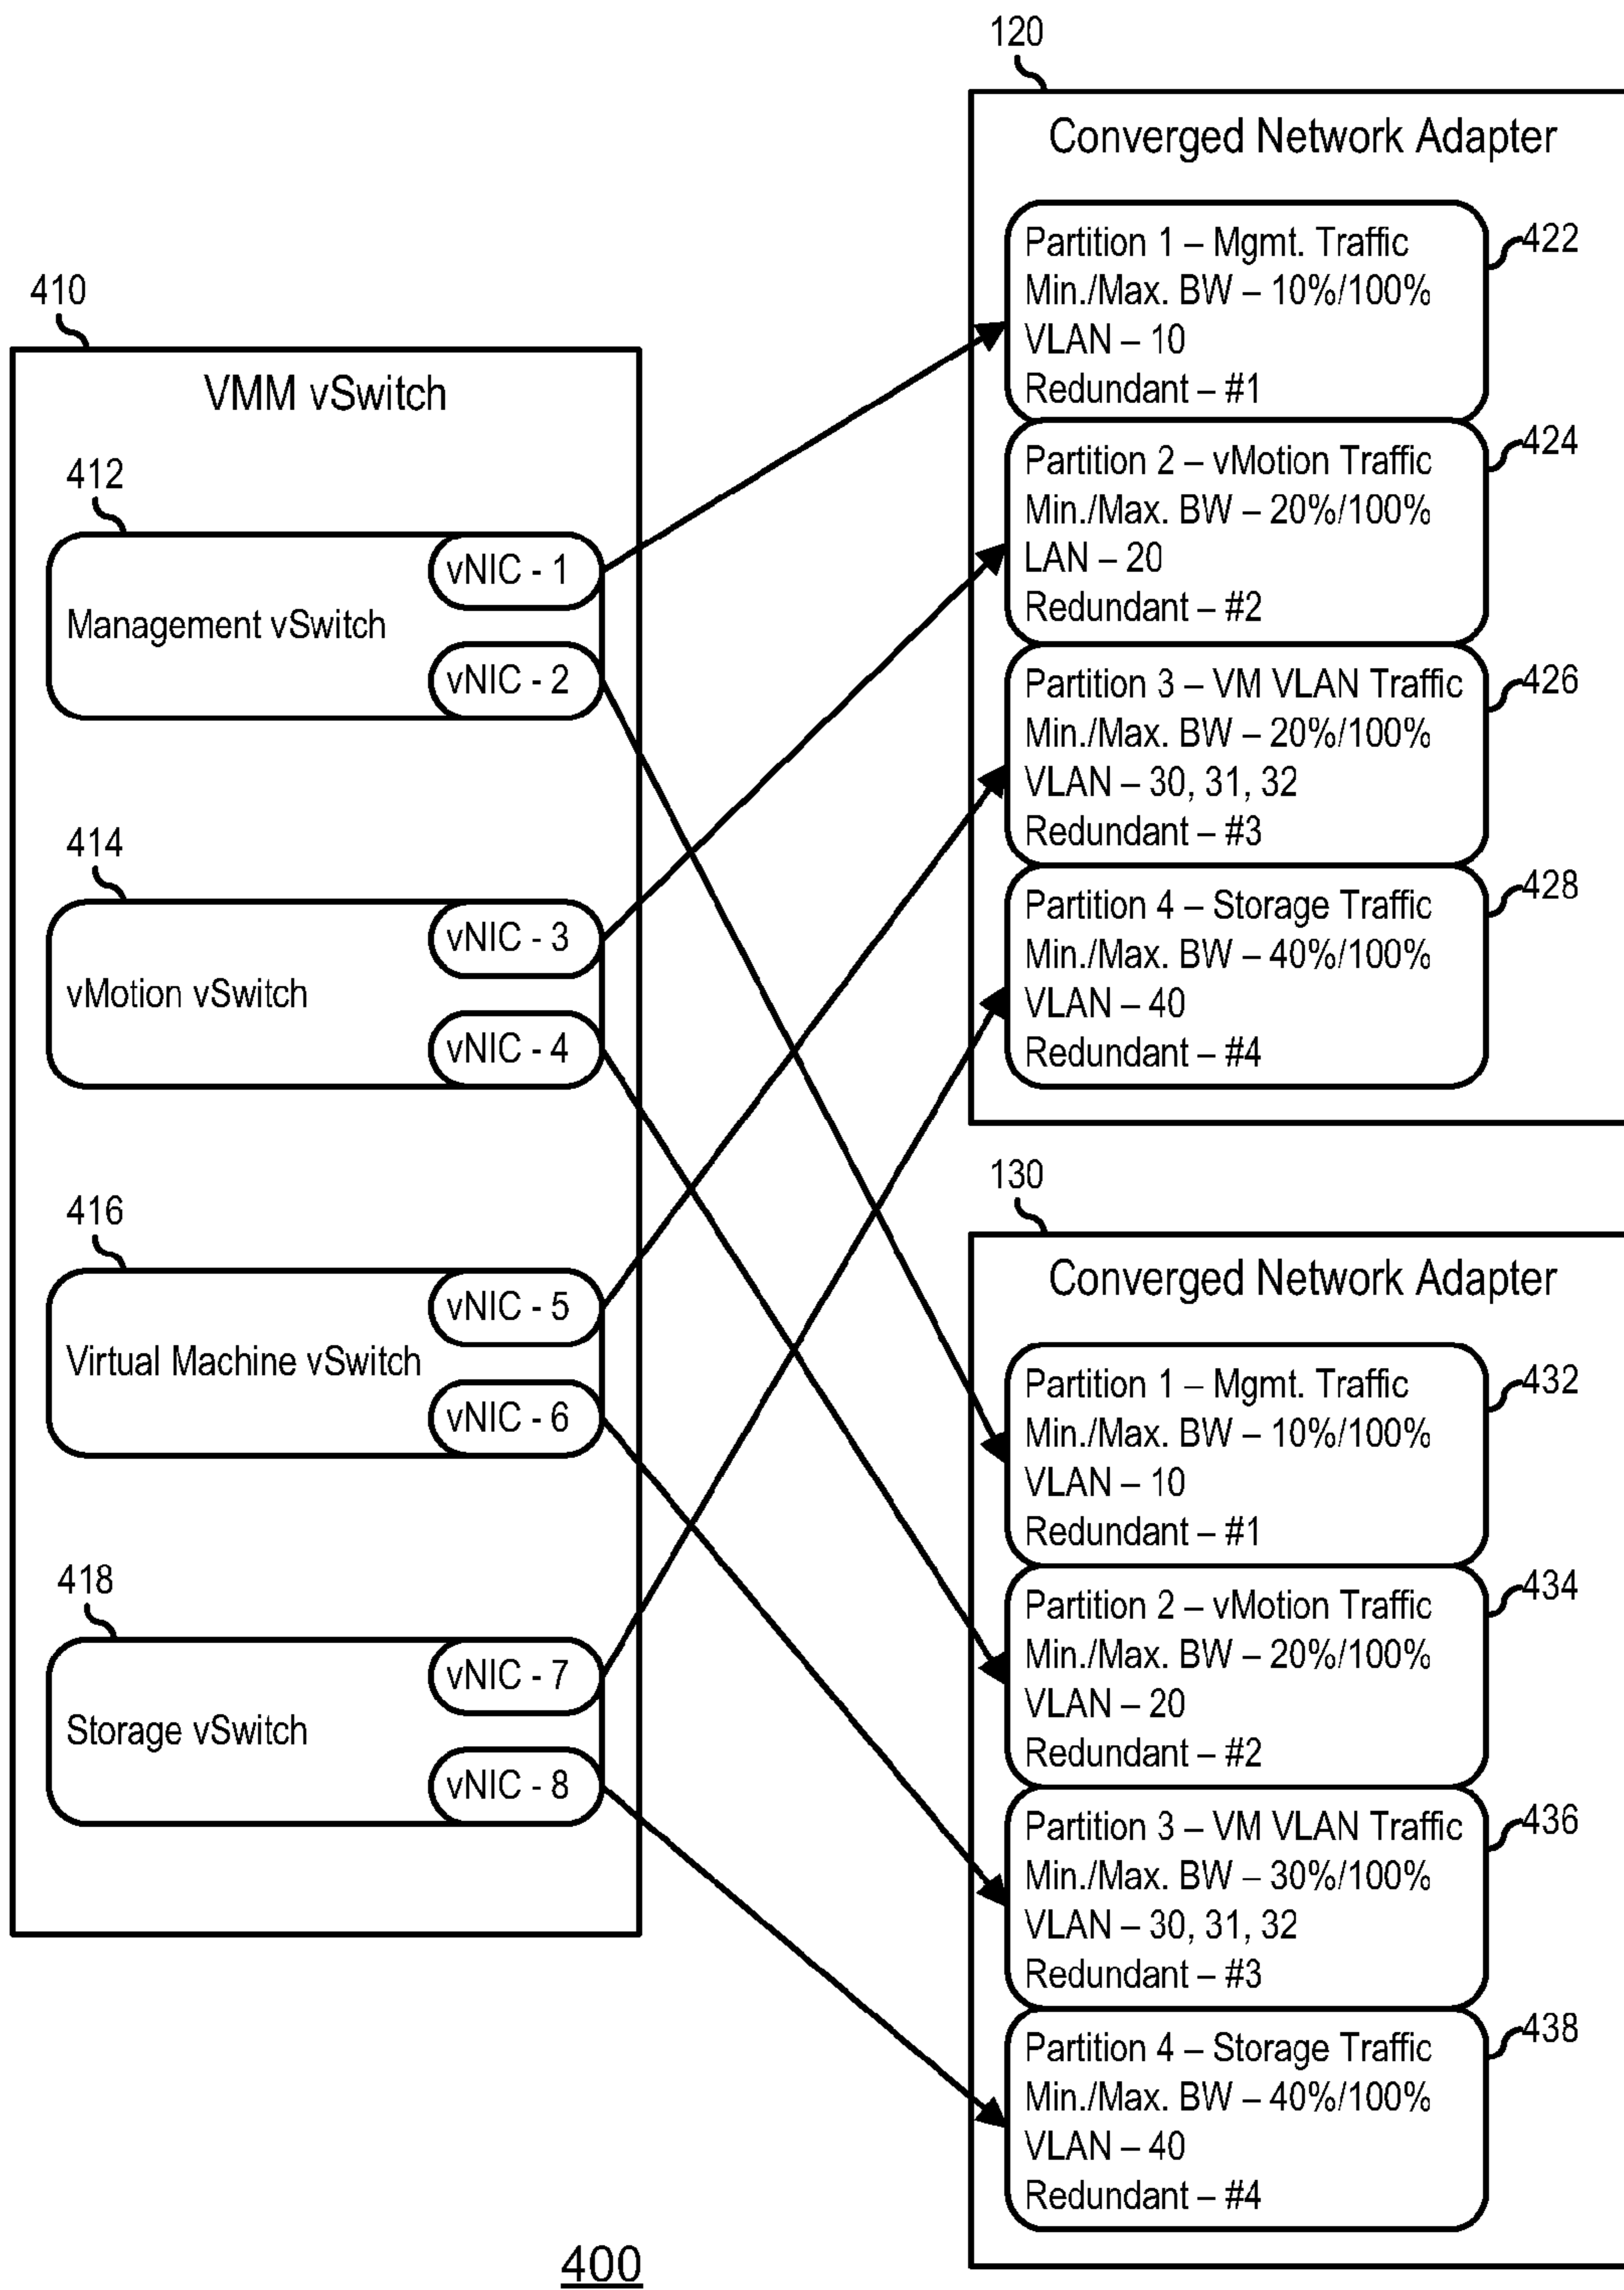 410
VMM vSwitch
412
Management vSwitch
vNIC - 1
vNIC - 2
414
vMotion vSwitch
vNIC - 3
vNIC - 4
416
Virtual Machine vSwitch
vNIC - 5
vNIC - 6
418
Storage vSwitch
vNIC - 7
vNIC - 8
120
Converged Network Adapter
Partition 1 – Mgmt. Traffic
Min./Max. BW – 10%/100%
VLAN – 10
Redundant – #1
422
Partition 2 – vMotion Traffic
Min./Max. BW – 20%/100%
LAN – 20
Redundant – #2
424
Partition 3 – VM VLAN Traffic
Min./Max. BW – 20%/100%
VLAN – 30, 31, 32
Redundant – #3
426
Partition 4 – Storage Traffic
Min./Max. BW – 40%/100%
VLAN – 40
Redundant – #4
428
130
Converged Network Adapter
Partition 1 – Mgmt. Traffic
Min./Max. BW – 10%/100%
VLAN – 10
Redundant – #1
432
Partition 2 – vMotion Traffic
Min./Max. BW – 20%/100%
VLAN – 20
Redundant – #2
434
Partition 3 – VM VLAN Traffic
Min./Max. BW – 30%/100%
VLAN – 30, 31, 32
Redundant – #3
436
Partition 4 – Storage Traffic
Min./Max. BW – 40%/100%
VLAN – 40
Redundant – #4
438
400